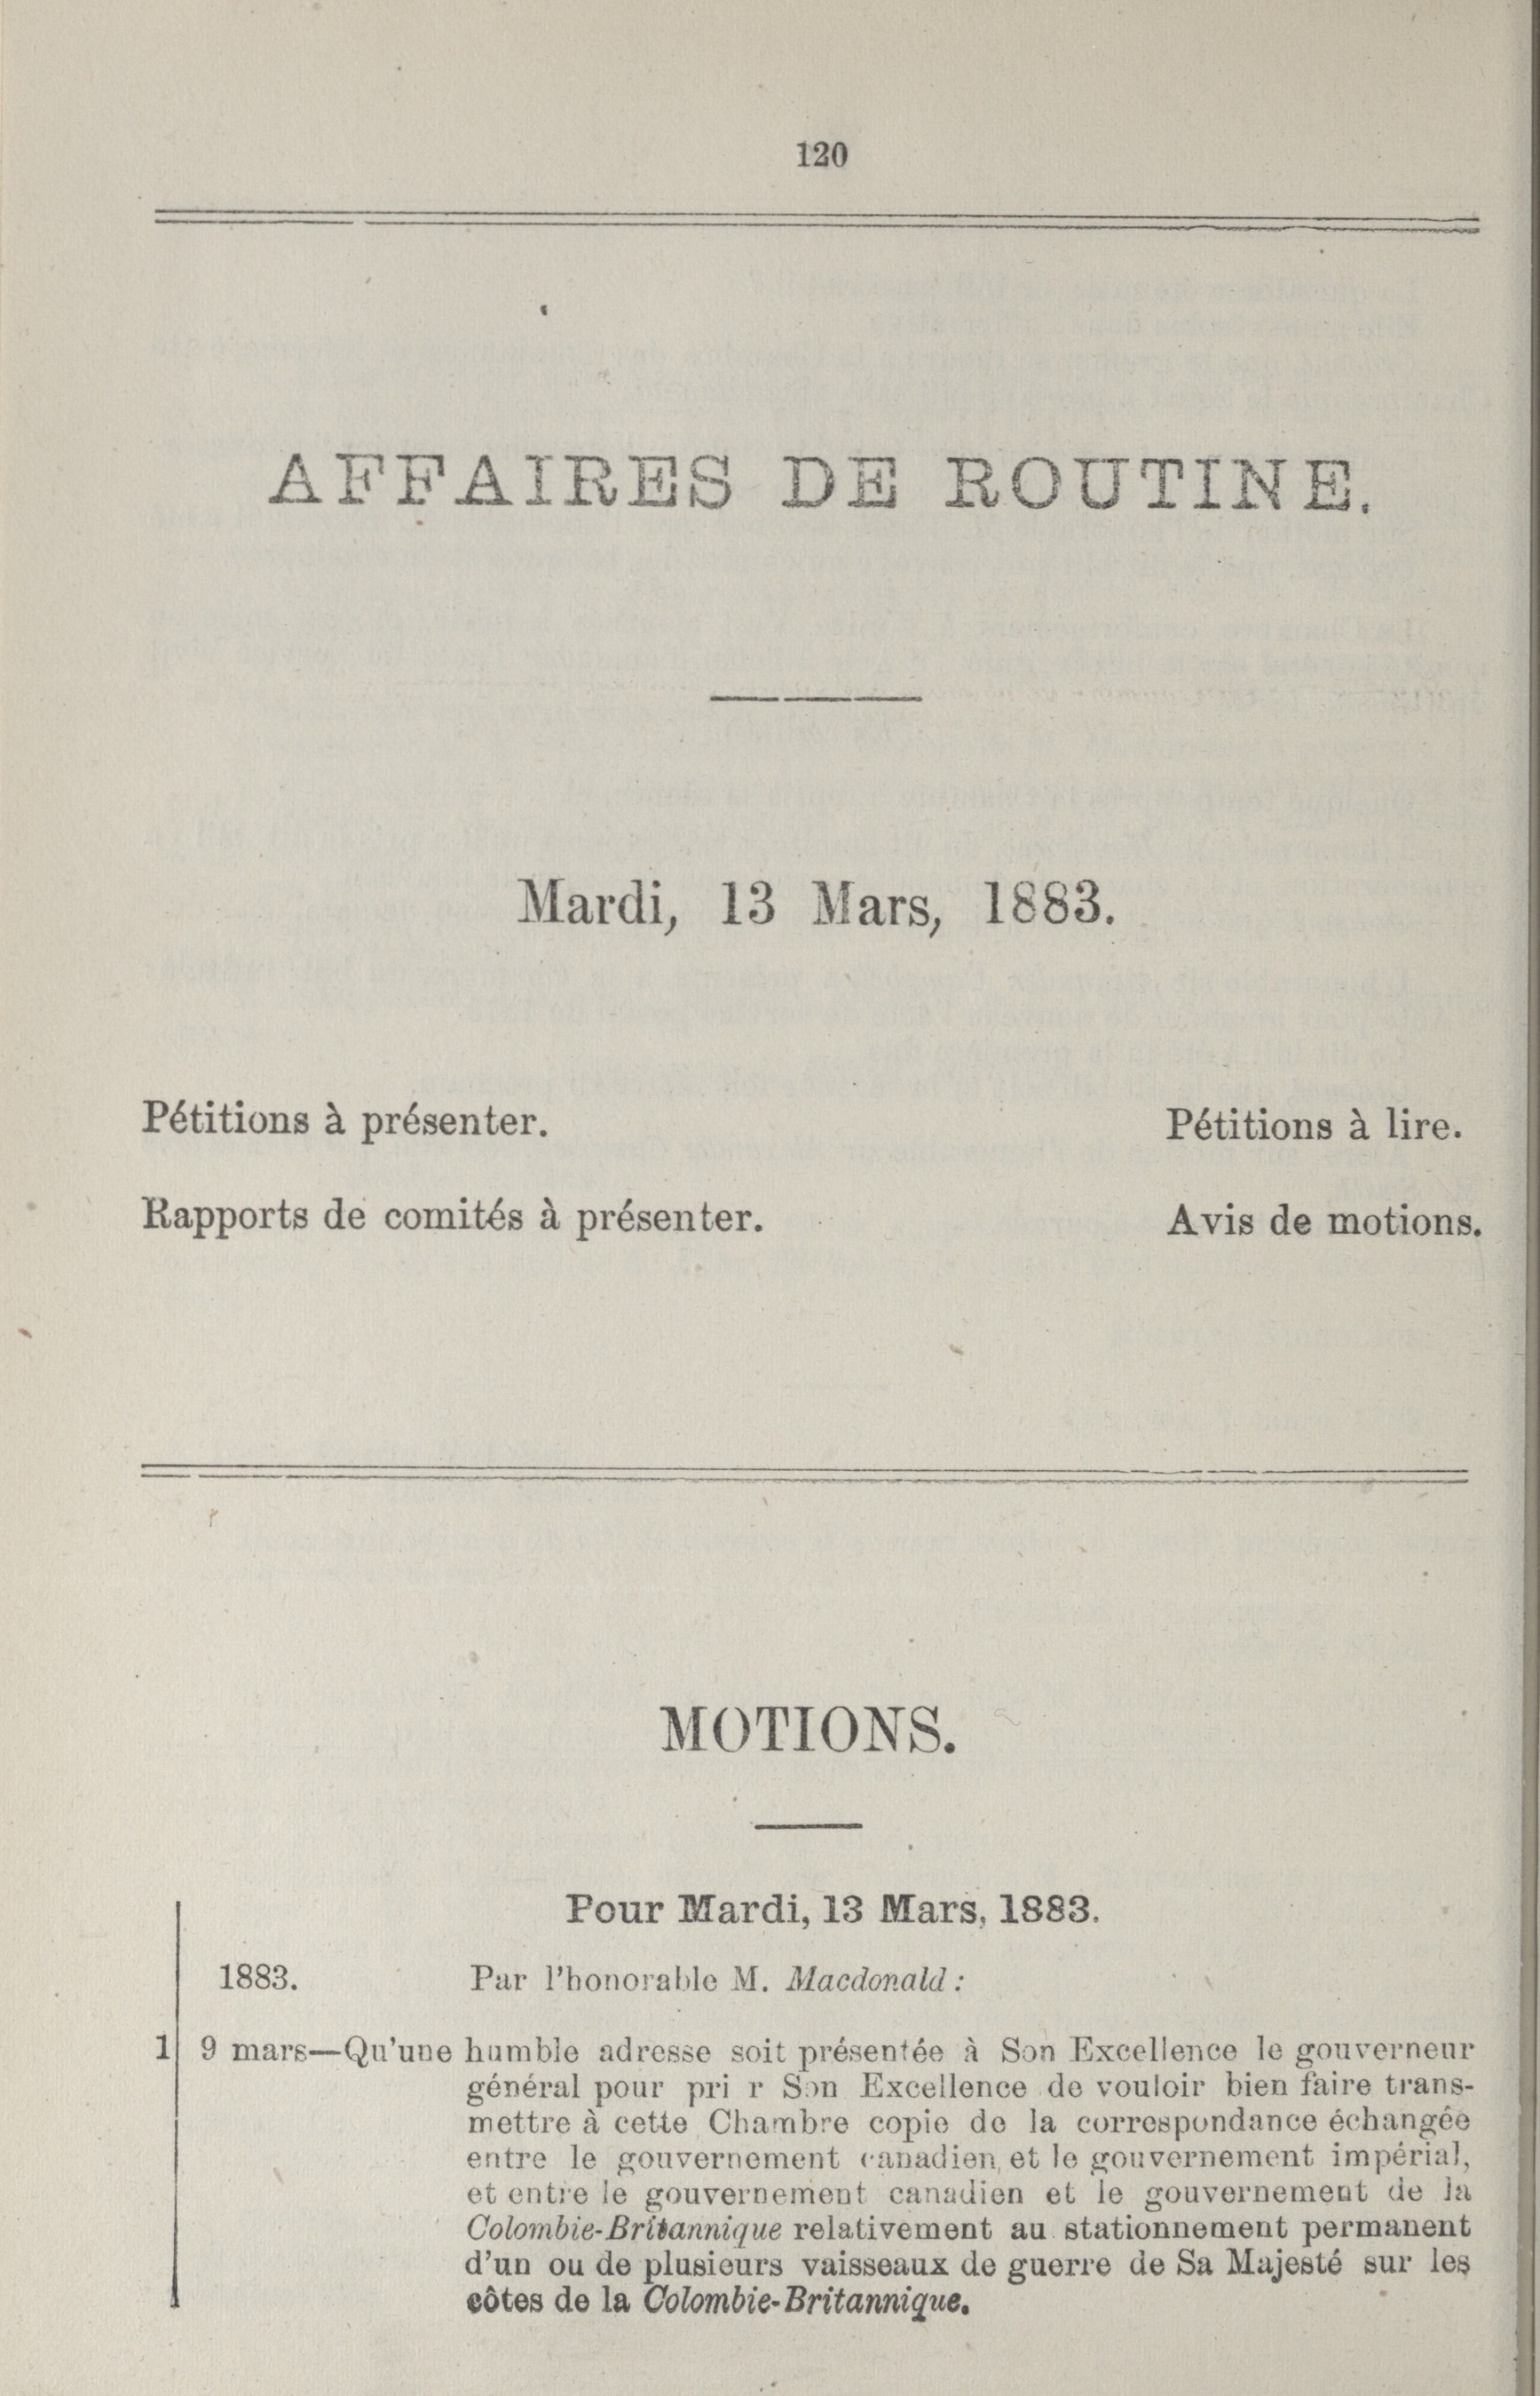 120
AFFAIRES DE ROUTINE.
Mardi, 13 Mars, 1883.
Pétitions à présenter. Pétitions à lire.
Rapports de comités à présenter. Avis de motions.
MOTIONS.
Pour Mardi, 13 Mars, 1883.
1883. Par l'honorable M. Macdonald :
1 9 mars—Qu'une humble adresse soit présentée à Son Excellence le gouverneur
général pour pri r Son Excellence de vouloir bien faire trans-
mettre à cette Chambre copie de la correspondance échangée
entre le gouvernement canadien, et le gouvernement impérial,
et entre le gouvernement canadien et le gouvernement de la
Colombie-Britannique relativement au stationnement permanent
d'un ou de plusieurs vaisseaux de guerre de Sa Majesté sur les
côtes de la Colombie-Britannique.